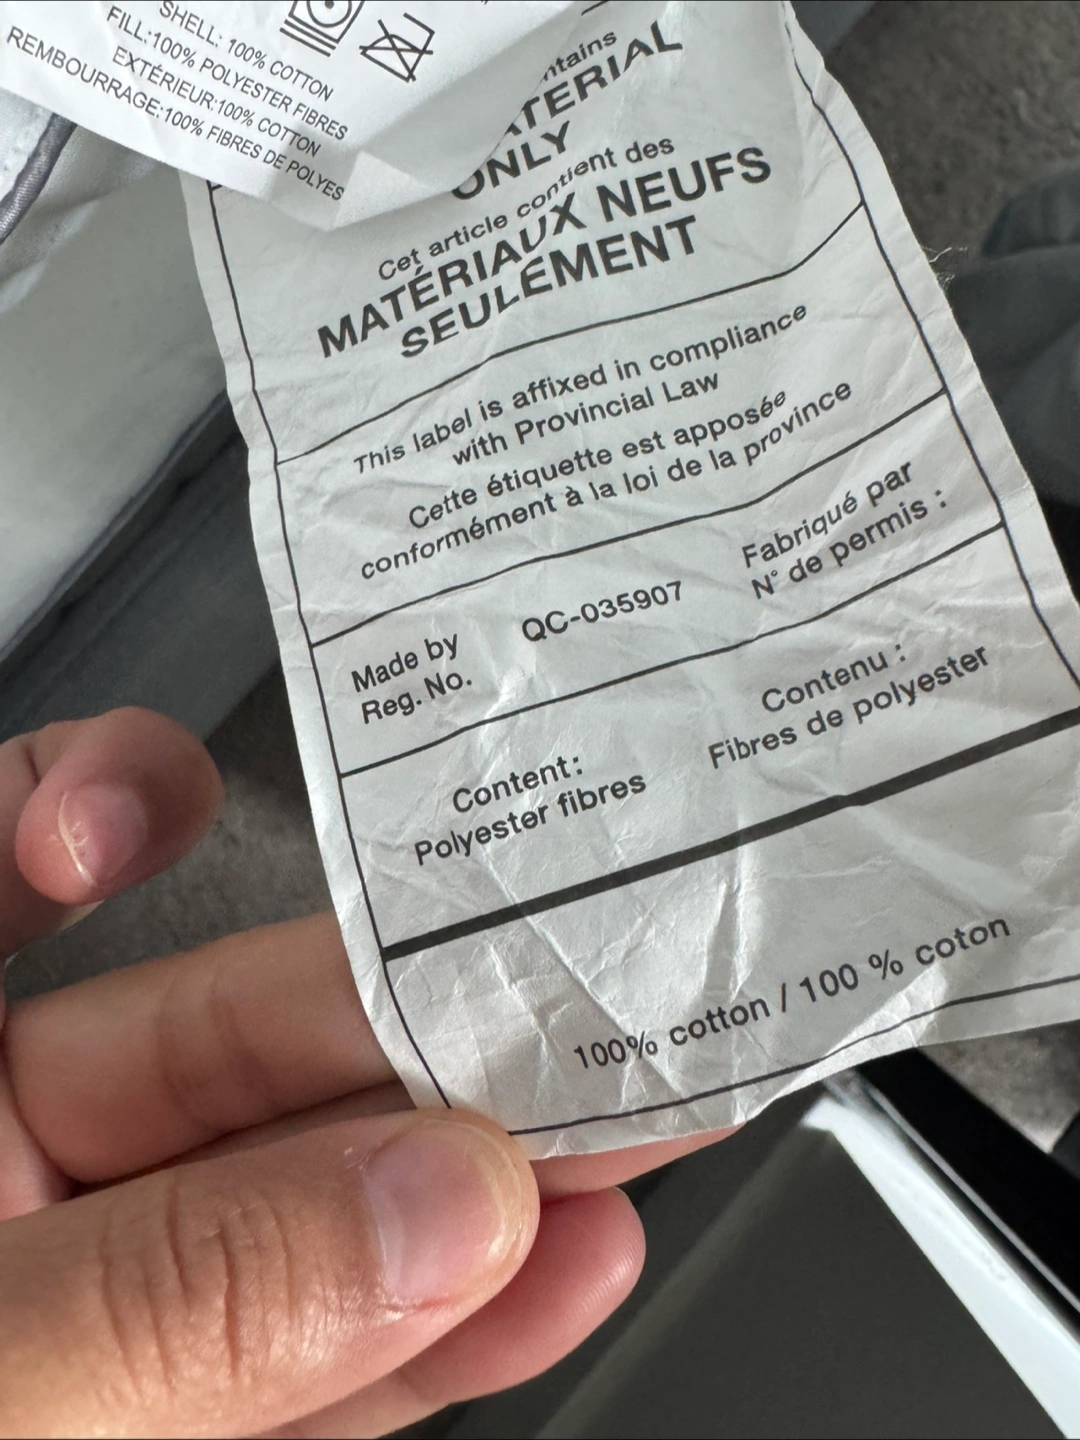 SHELL: 100% COTTON
FILL:100% POLYESTER FIBRES
EXTÉRIEUR:100% COTTON
REMBOURRAGE:100% FIBRES DE POLYES
ONLY
Cet article contient des
MATÉRIAUX NEUFS
SEULEMENT
This label is affixed in compliance
with Provincial Law
Cette étiquette est apposée
conformément à la loi de la province
Made by
Reg. No.
QC-035907
Fabriqué par
N° de permis :
Content:
Polyester fibres
Contenu :
Fibres de polyester
100% cotton / 100 % coton